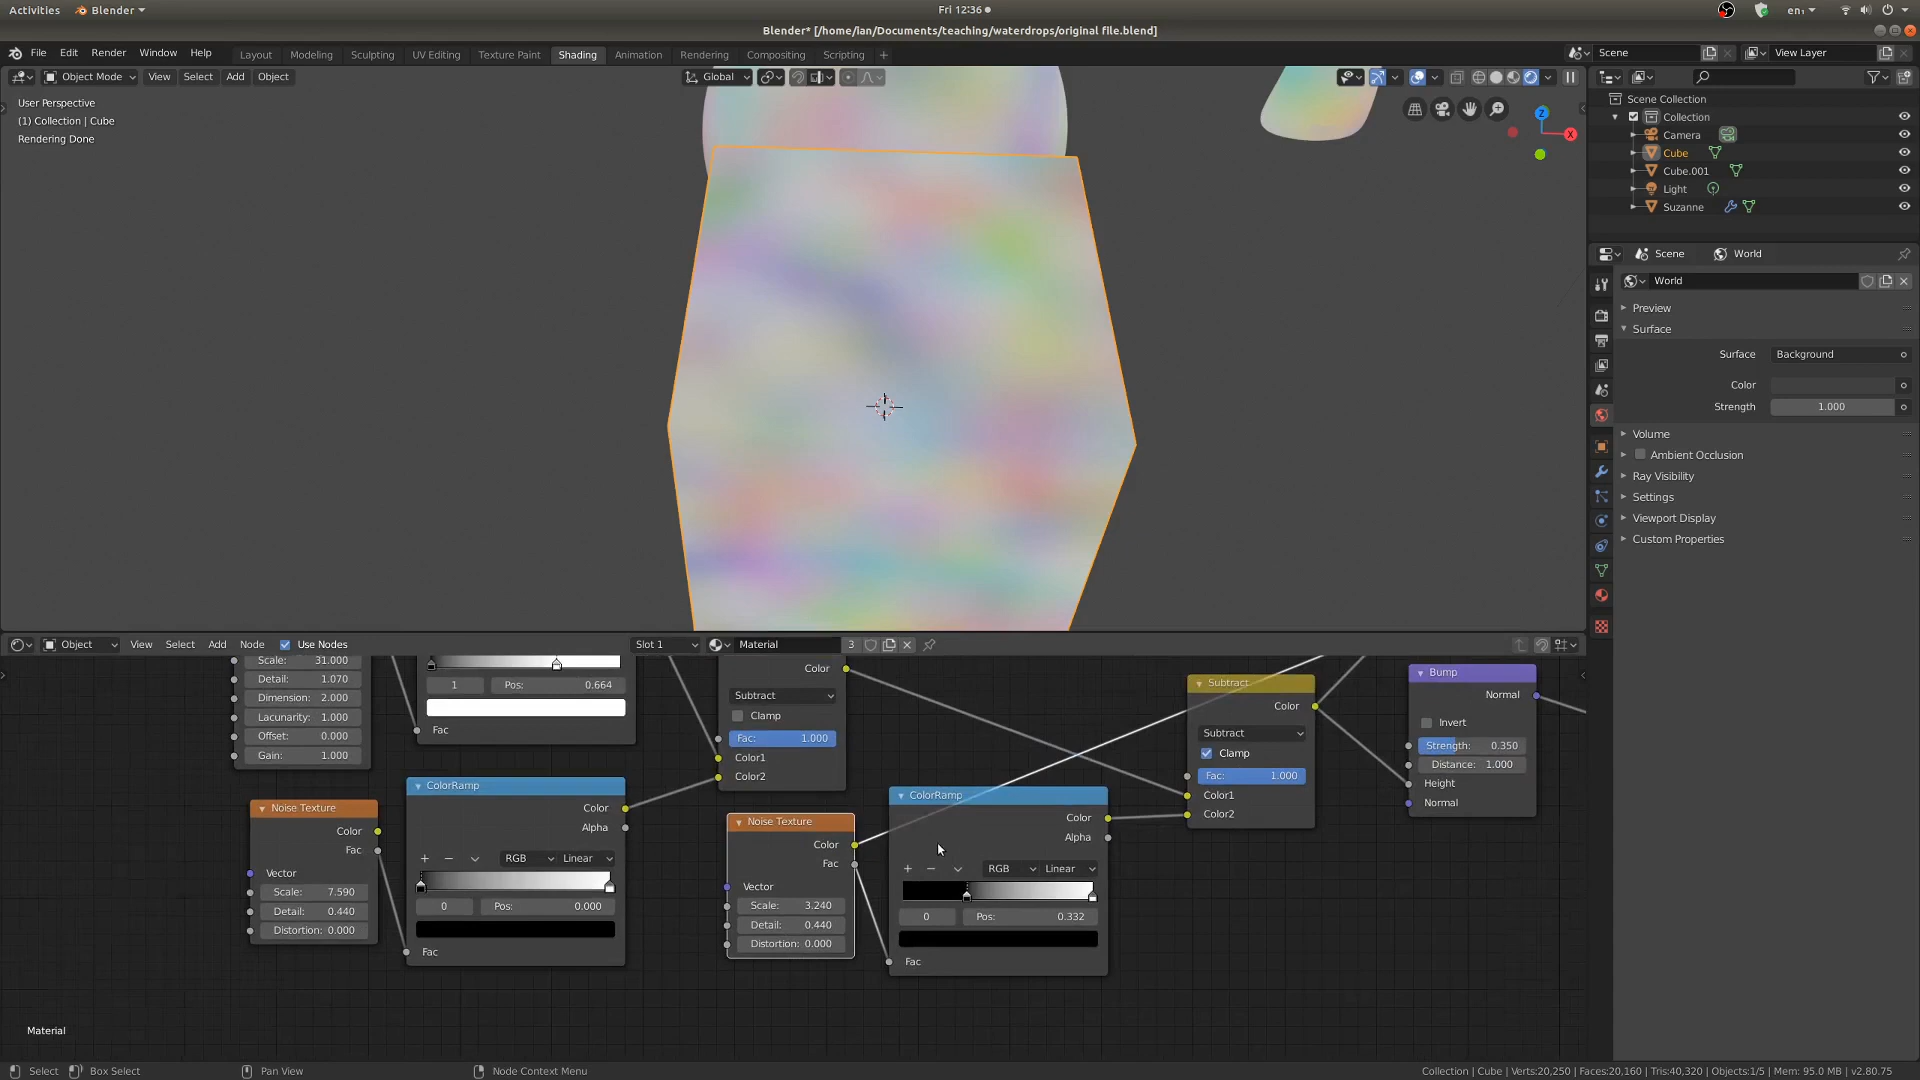 Activities
Blender
Fri 12:36
en₁
Blender* [/home/ian/Documents/teaching/waterdrops/original file.blend]
File Edit Render Window Help
Layout Modeling Sculpting UV Editing Texture Paint Shading Animation Rendering Compositing Scripting +
Scene
View Layer
Object Mode View Select Add Object
Global
User Perspective
(1) Collection | Cube
Rendering Done
Z
X
Scene Collection
Collection
Camera
Cube
Cube.001
Light
Suzanne
Scene World
World
Preview
Surface
Surface Background
Color
Strength 1.000
Volume
Ambient Occlusion
Ray Visibility
Settings
Viewport Display
Custom Properties
Object View Select Add Node Use Nodes
Slot 1
Material 3
Scale: 31.000
Detail: 1.070
Dimension: 2.000
Lacunarity: 1.000
Offset: 0.000
Gain: 1.000
1 Pos: 0.664
Fac
Color
Subtract
Clamp
Fac: 1.000
Color1
Color2
Noise Texture
Color
Fac
Vector
Scale: 7.590
Detail: 0.440
Distortion: 0.000
ColorRamp
Color
Alpha
+ −
RGB Linear
0 Pos: 0.000
Fac
Noise Texture
Color
Fac
Vector
Scale: 3.240
Detail: 0.440
Distortion: 0.000
ColorRamp
Color
Alpha
+ −
RGB Linear
0 Pos: 0.332
Fac
Subtract
Color
Subtract
Clamp
Fac: 1.000
Color1
Color2
Bump
Normal
Invert
Strength: 0.350
Distance: 1.000
Height
Normal
Material
Select Box Select Pan View Node Context Menu
Collection | Cube | Verts:20,250 | Faces:20,160 | Tris:40,320 | Objects:1/5 | Mem: 95.0 MB | v2.80.75